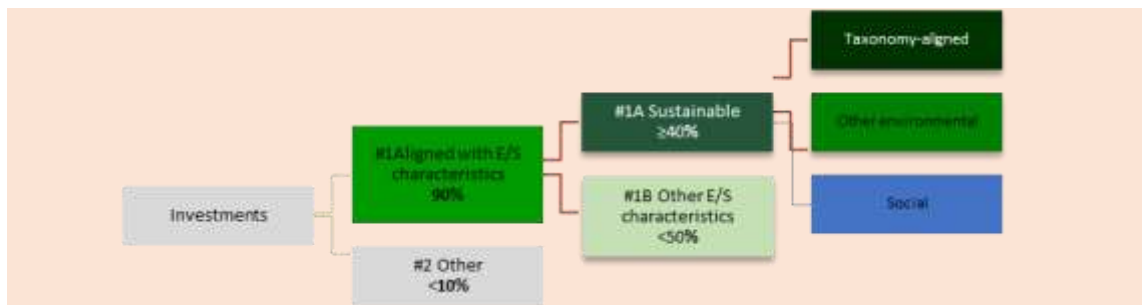 Investments
#1Aligned with E/S
characteristics
90%
#2 Other
<10%
#1A Sustainable
≥40%
#1B Other E/S
characteristics
<50%
Taxonomy-aligned
Other environmental
Social